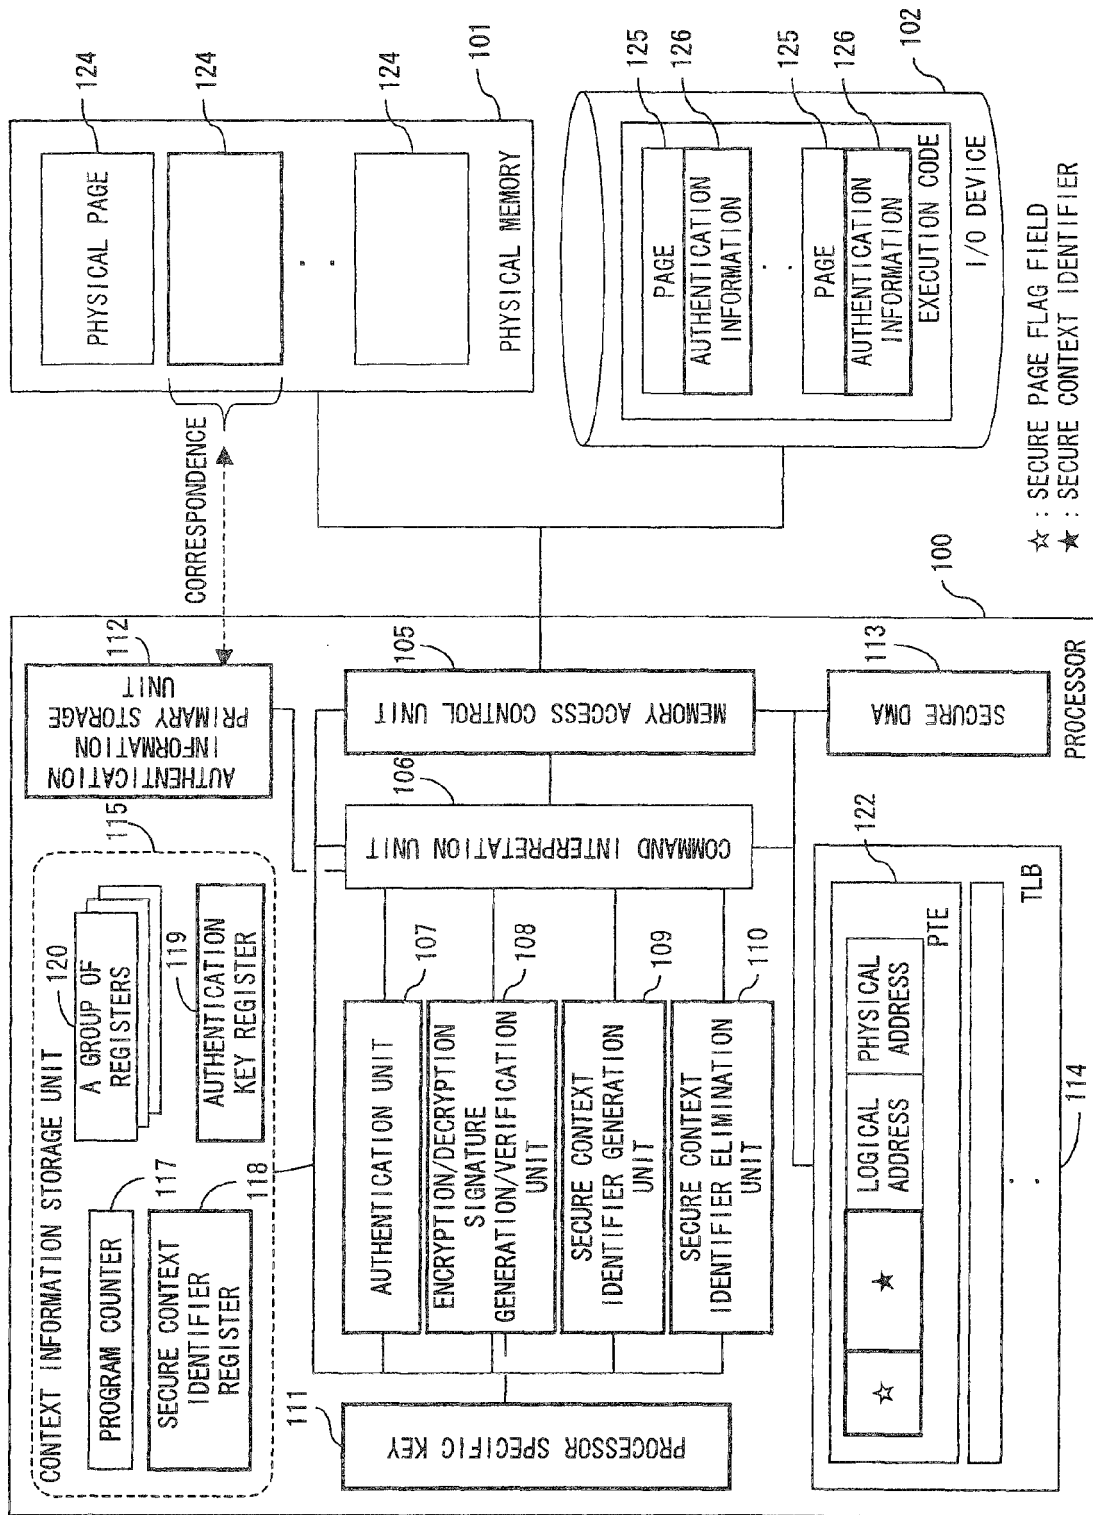 CONTEXT INFORMATION STORAGE UNIT
PROGRAM COUNTER
117
SECURE CONTEXT
IDENTIFIER
REGISTER
118
120
A GROUP OF
REGISTERS
119
AUTHENTICATION
KEY REGISTER
115
AUTHENTICATION
INFORMATION
PRIMARY STORAGE
UNIT
112
CORRESPONDENCE
PHYSICAL PAGE
124
124
124
PHYSICAL MEMORY
101
111
PROCESSOR SPECIFIC KEY
AUTHENTICATION UNIT
107
ENCRYPTION/DECRYPTION
SIGNATURE
GENERATION/VERIFICATION
UNIT
108
SECURE CONTEXT
IDENTIFIER GENERATION
UNIT
109
SECURE CONTEXT
IDENTIFIER ELIMINATION
UNIT
110
106
COMMAND INTERPRETATION UNIT
105
MEMORY ACCESS CONTROL UNIT
113
SECURE DMA
PROCESSOR
100
☆
★
LOGICAL
ADDRESS
PHYSICAL
ADDRESS
PTE
122
TLB
114
PAGE
125
AUTHENTICATION
INFORMATION
126
PAGE
125
AUTHENTICATION
INFORMATION
126
EXECUTION CODE
I/O DEVICE
102
☆ : SECURE PAGE FLAG FIELD
★ : SECURE CONTEXT IDENTIFIER